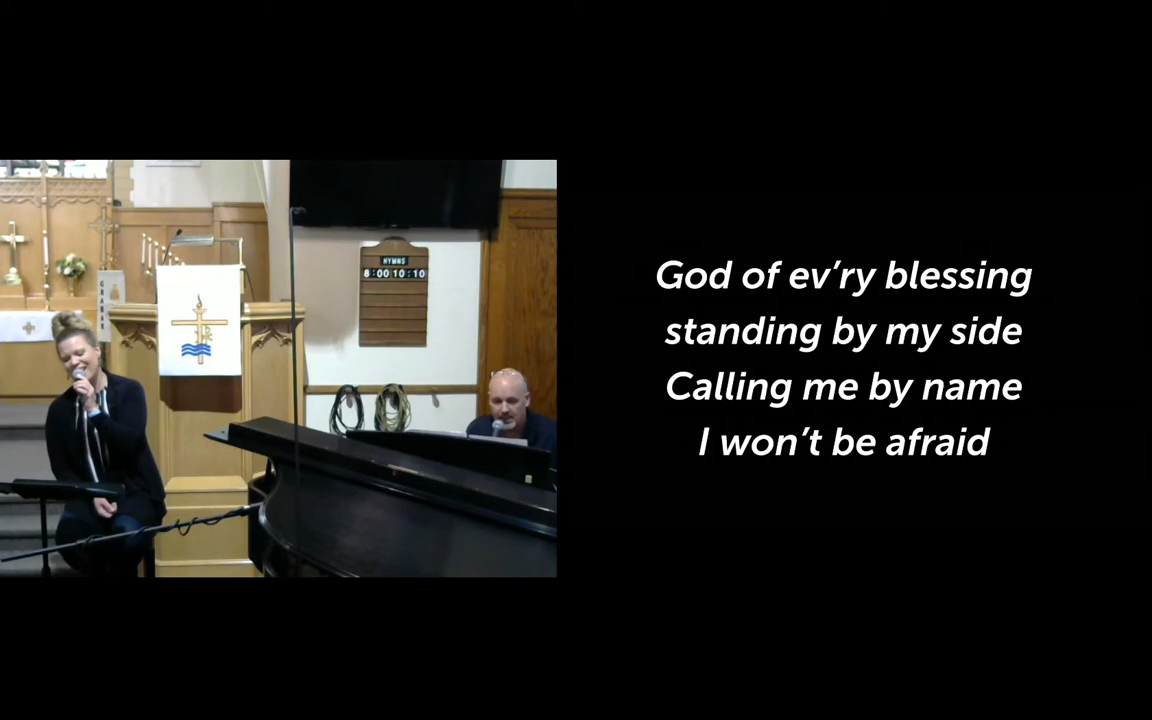 HYMNS
8:00 10:10
GRABAR
God of ev’ry blessing
standing by my side
Calling me by name
I won’t be afraid